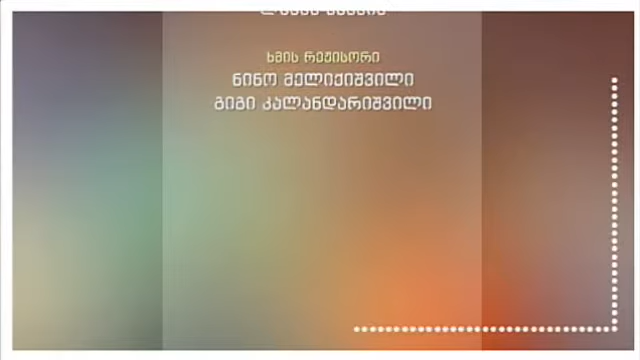 ხმის რეჟისორი
ნინო მელიქიშვილი
გიგი კალანდარიშვილი